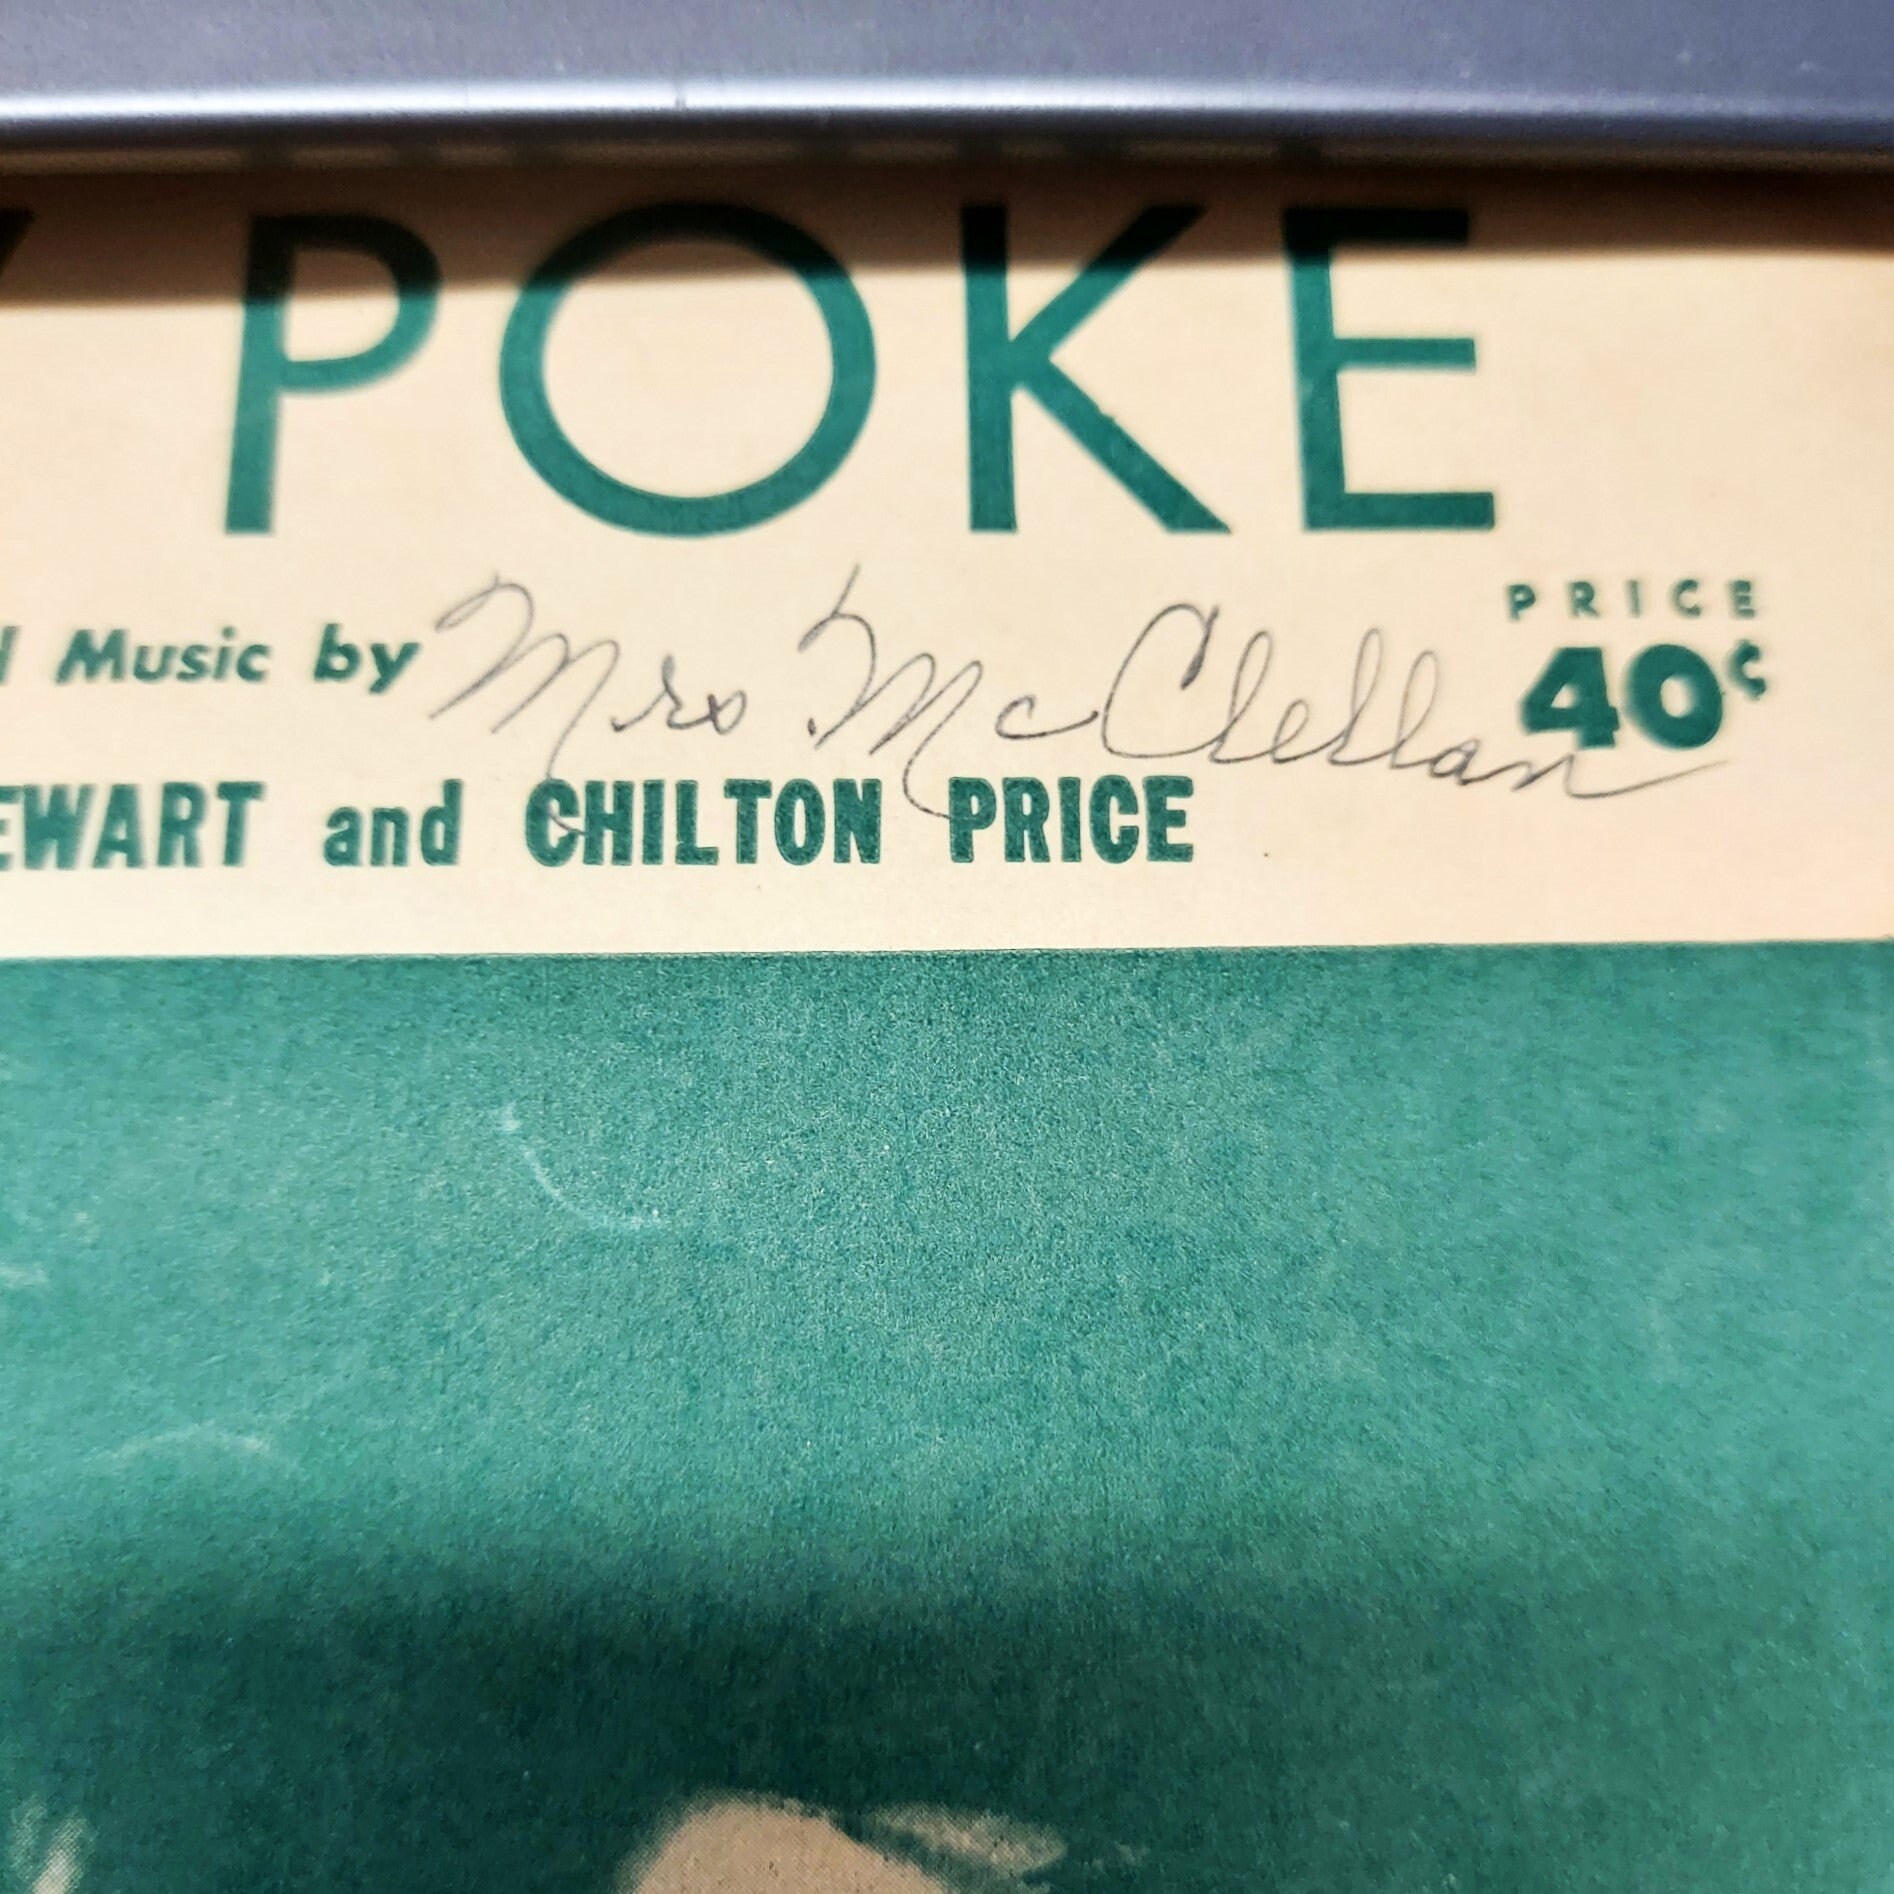 POKE
Music by Mrs. M. McClellan
PRICE
40¢
EWART and CHILTON PRICE